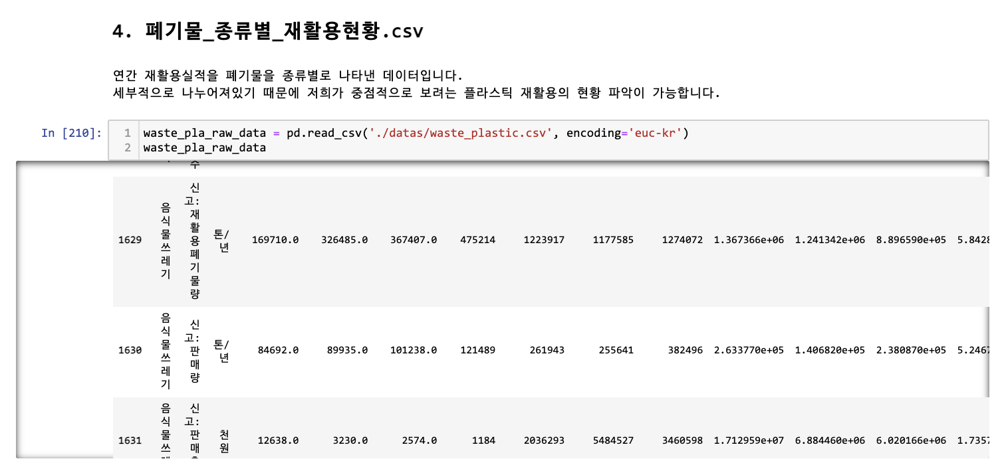 4. 폐기물_종류별_재활용현황.csv
연간 재활용실적을 폐기물을 종류별로 나타낸 데이터입니다.
세부적으로 나누어져있기 때문에 저희가 중점적으로 보려는 플라스틱 재활용의 현황 파악이 가능합니다.
In [210]:
1 waste_pla_raw_data = pd.read_csv('./datas/waste_plastic.csv', encoding='euc-kr')
2 waste_pla_raw_data
수
1629 음식물쓰레기 신고:재활용폐기물량 톤/년 169710.0 326485.0 367407.0 475214 1223917 1177585 1274072 1.367366e+06 1.241342e+06 8.896590e+05 5.8428
1630 음식물쓰레기 신고:판매량 톤/년 84692.0 89935.0 101238.0 121489 261943 255641 382496 2.633770e+05 1.406820e+05 2.380870e+05 5.2467
1631 음식물쓰 신고:판매 천원 12638.0 3230.0 2574.0 1184 2036293 5484527 3460598 1.712959e+07 6.884460e+06 6.020166e+06 1.7357